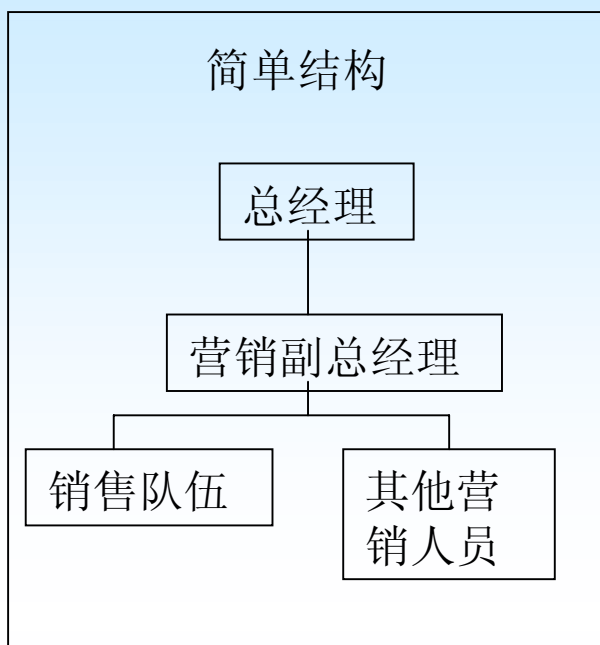 简单结构
总经理
营销副总经理
销售队伍
其他营
销人员